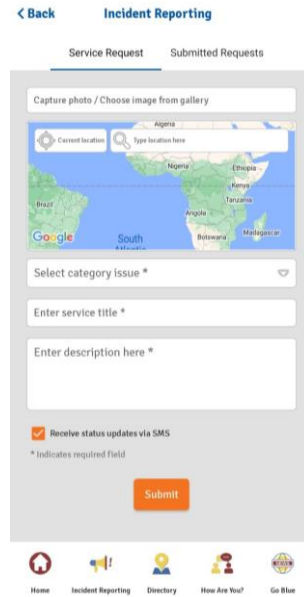 < Back Incident Reporting
Service Request Submitted Requests
Capture photo / Choose image from gallery
Algeria
Current location Type location here
Nigeria Ethiopia
Kenya
Brazil Tanzania
Angola
Botswana Madagascar
Google South
Atlantic
Select category issue *
Enter service title *
Enter description here *
Receive status updates via SMS
* Indicates required field
Submit
Home Incident Reporting Directory How Are You? Go Blue